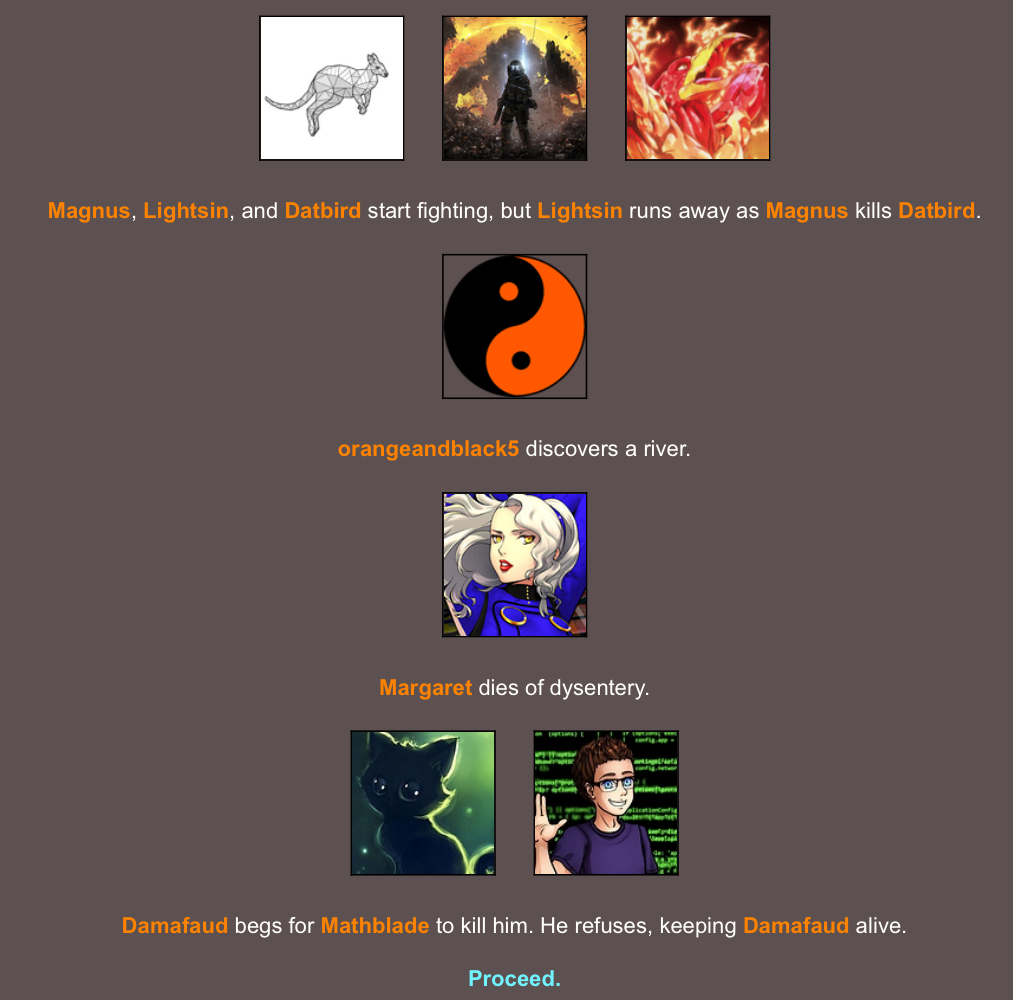 Magnus, Lightsin, and Datbird start fighting, but Lightsin runs away as Magnus kills Datbird.
orangeandblack5 discovers a river.
Margaret dies of dysentery.
Damafaud begs for Mathblade to kill him. He refuses, keeping Damafaud alive.
Proceed.